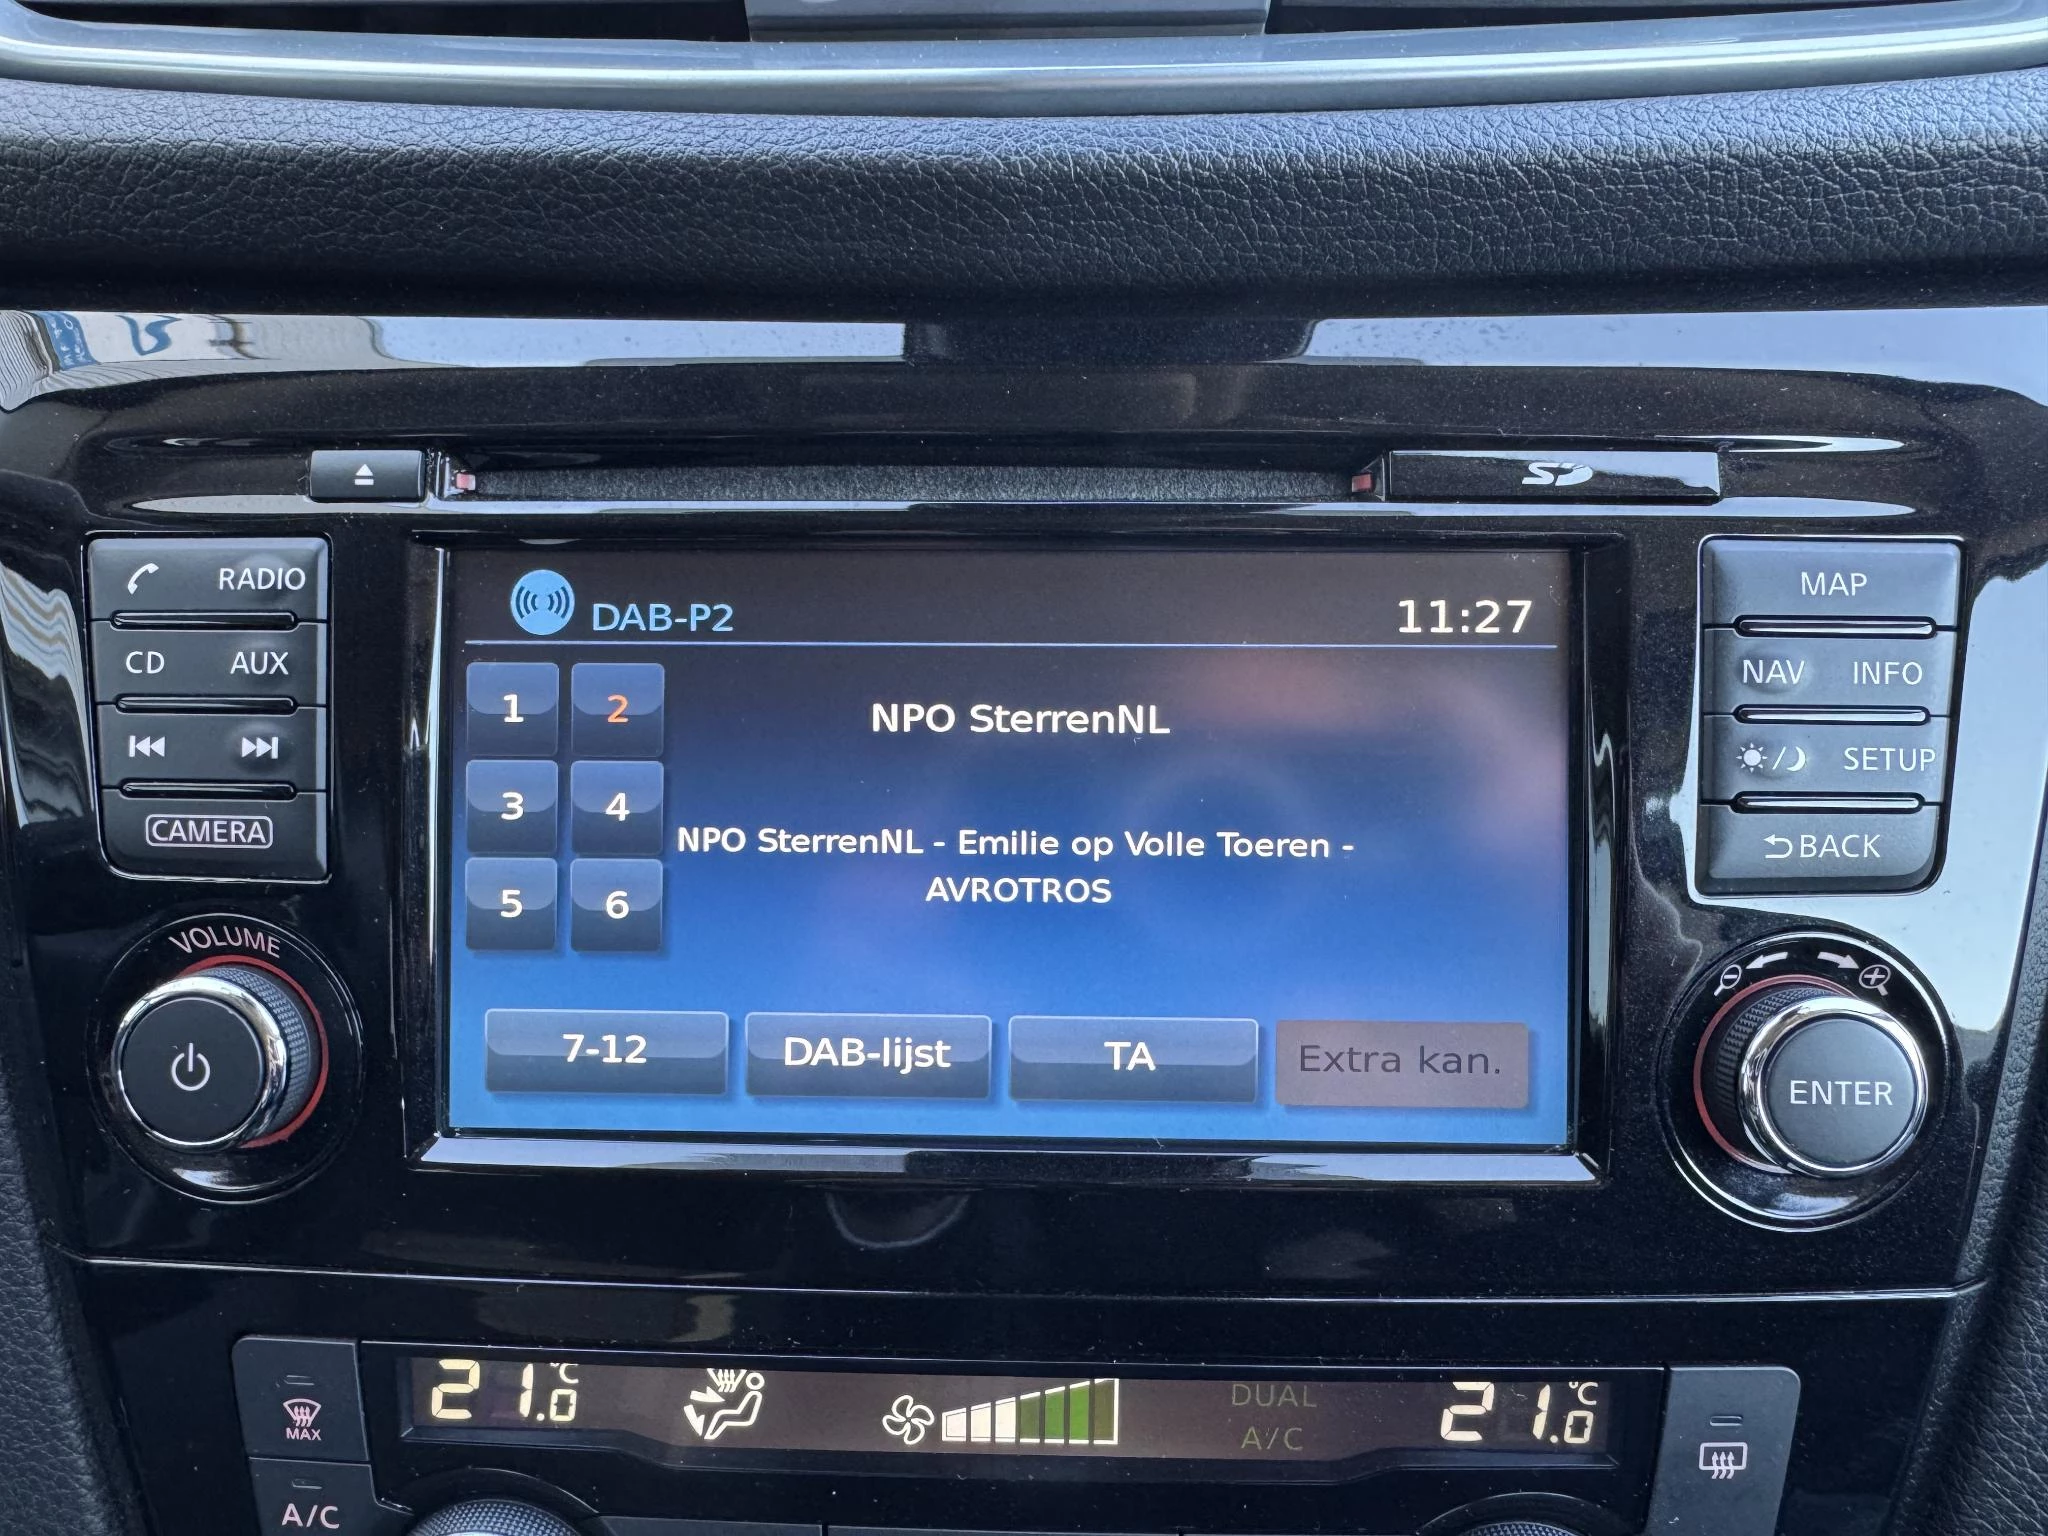 SD
RADIO
CD AUX
CAMERA
VOLUME
DAB-P2 11:27
1 2
3 4
5 6
NPO SterrenNL
NPO SterrenNL - Emilie op Volle Toeren -
AVROTROS
7-12 DAB-lijst TA Extra kan.
MAP
NAV INFO
SETUP
BACK
ENTER
MAX
A/C
21.0 °C
DUAL
A/C
21.0 °C